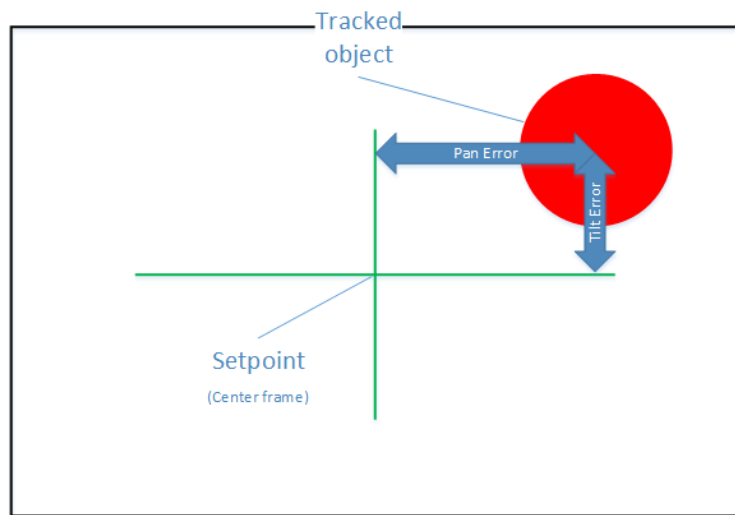 Tracked
object
Pan Error
Tilt Error
Setpoint
(Center frame)